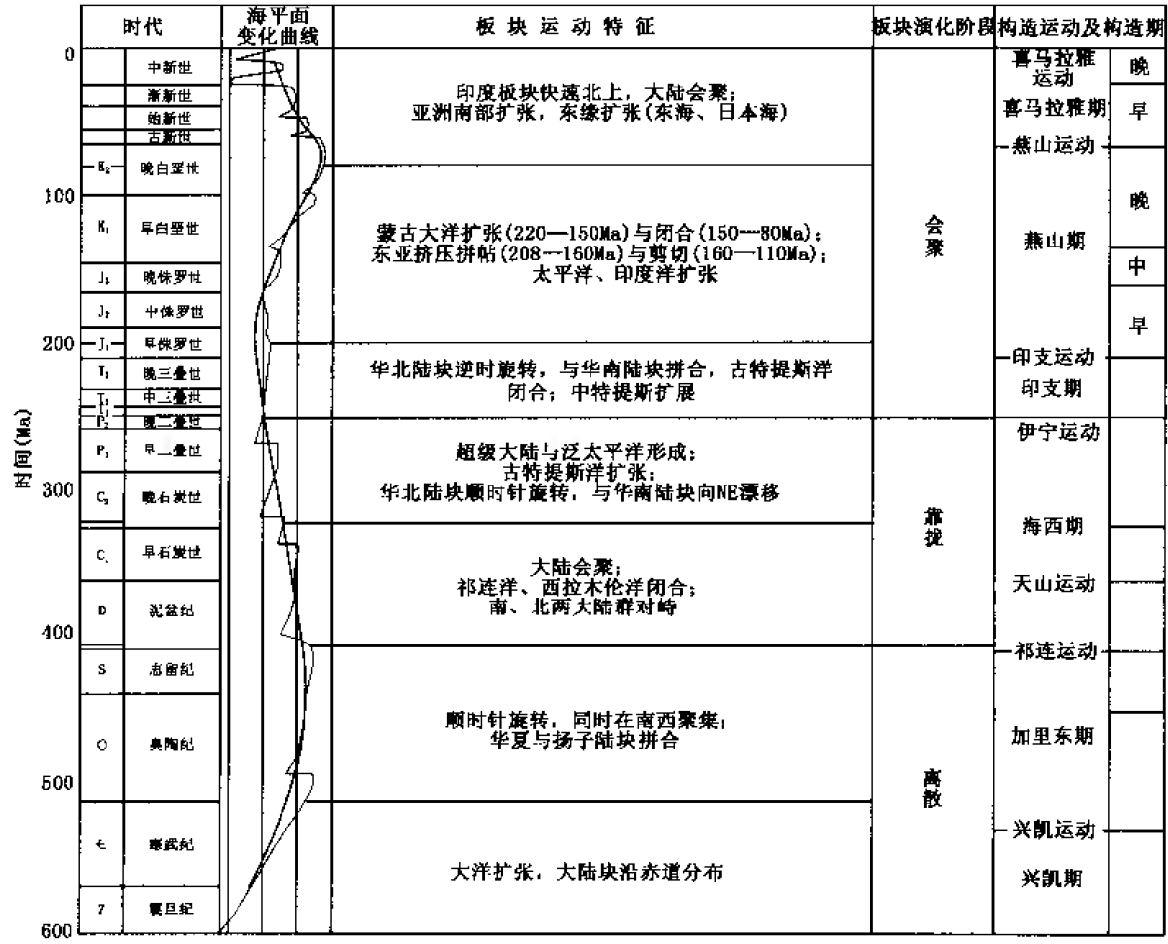 时代
海平面
变化曲线
板块运动特征
板块演化阶段
构造运动及构造期
时间(Ma)
0
100
200
300
400
500
600
中新世
渐新世
始新世
古新世
K₂ 晚白垩世
K₁ 早白垩世
J₃ 晚侏罗世
J₂ 中侏罗世
J₁ 早侏罗世
晚三叠世
中三叠世
P₂ 晚二叠世
P₁ 早二叠世
C₂ 晚石炭世
C 早石炭世
D 泥盆纪
S 志留纪
O 奥陶纪
寒武纪
震旦纪
印度板块快速北上，大陆会聚；
亚洲南部扩张，东缘扩张(东海、日本海)
蒙古大洋扩张(220—150Ma)与闭合(150—80Ma)；
东亚挤压拼帖(208—160Ma)与剪切(160—110Ma)；
太平洋、印度洋扩张
华北陆块逆时旋转，与华南陆块拼合，古特提斯洋
闭合；中特提斯扩展
超级大陆与泛太平洋形成；
古特提斯洋扩张；
华北陆块顺时针旋转，与华南陆块向NE漂移
大陆会聚；
祁连洋、西拉木伦洋闭合；
南、北两大陆群对峙
顺时针旋转，同时在南西聚集；
华夏与扬子陆块拼合
大洋扩张，大陆块沿赤道分布
会聚
靠拢
离散
喜马拉雅
运动
喜马拉雅期
燕山运动
燕山期
印支运动
印支期
伊宁运动
海西期
天山运动
祁连运动
加里东期
兴凯运动
兴凯期
晚
早
晚
中
早